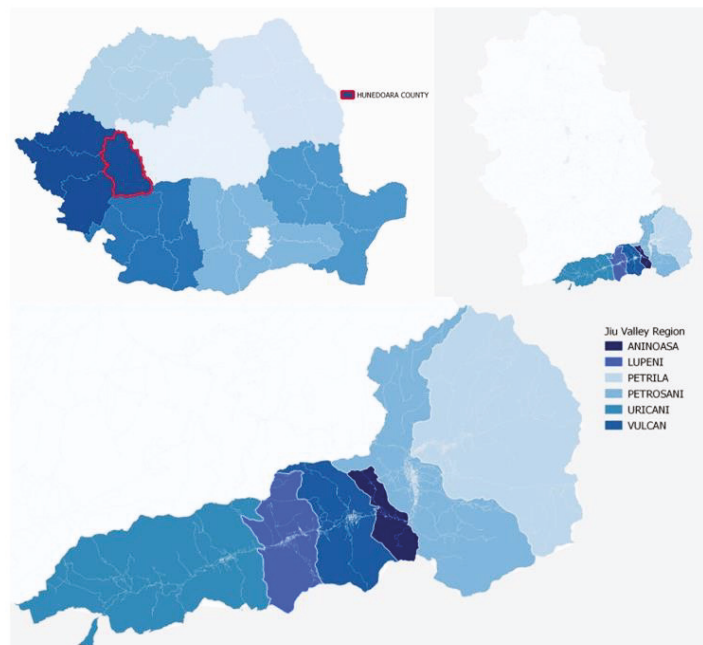 HUNEDOARA COUNTY
Jiu Valley Region
ANINOASA
LUPENI
PETRILA
PETROSANI
URICANI
VULCAN